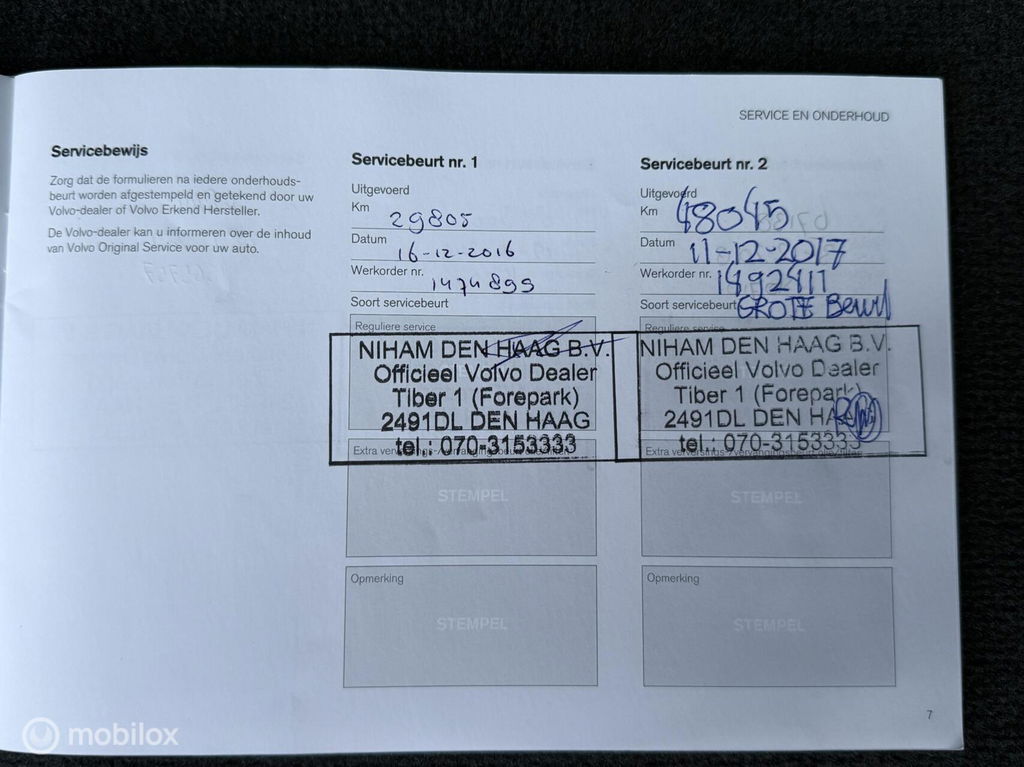 SERVICE EN ONDERHOUD
Servicebewijs
Zorg dat de formulieren na iedere onderhouds-
beurt worden afgestempeld en getekend door uw
Volvo-dealer of Volvo Erkend Hersteller.
De Volvo-dealer kan u informeren over de inhoud
van Volvo Original Service voor uw auto.
Servicebeurt nr. 1
Uitgevoerd
Km 29805
Datum 16-12-2016
Werkorder nr. 1474899
Soort servicebeurt
Reguliere service
NIHAM DEN HAAG B.V.
Officieel Volvo Dealer
Tiber 1 (Forepark)
2491DL DEN HAAG
tel.: 070-3153333
STEMPEL
Opmerking
STEMPEL
Servicebeurt nr. 2
Uitgevoerd
Km 48045
Datum 11-12-2017
Werkorder nr. 1492411
Soort servicebeurt GROTE Beurt
Reguliere service
NIHAM DEN HAAG B.V.
Officieel Volvo Dealer
Tiber 1 (Forepark)
2491DL DEN HAAG
tel.: 070-3153333
STEMPEL
Opmerking
STEMPEL
7
mobilox